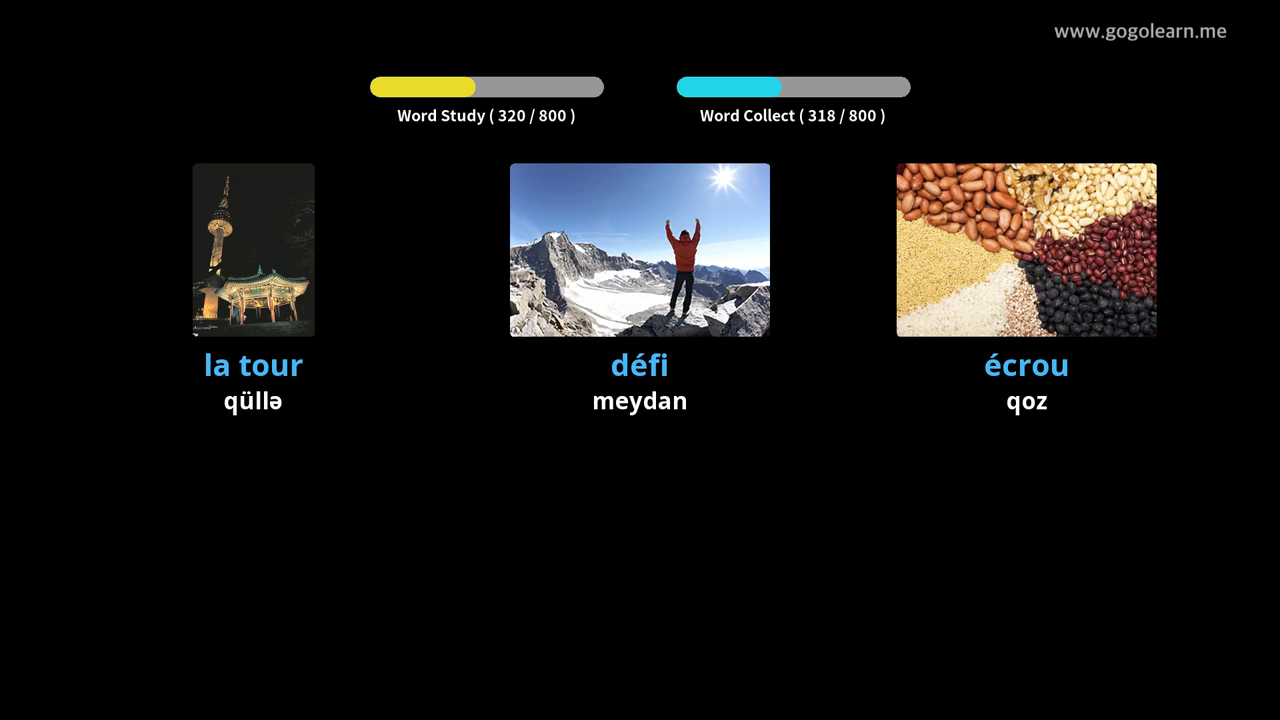 www.gogolearn.me
Word Study ( 320 / 800 )
Word Collect ( 318 / 800 )
la tour
qüllə
défi
meydan
écrou
qoz